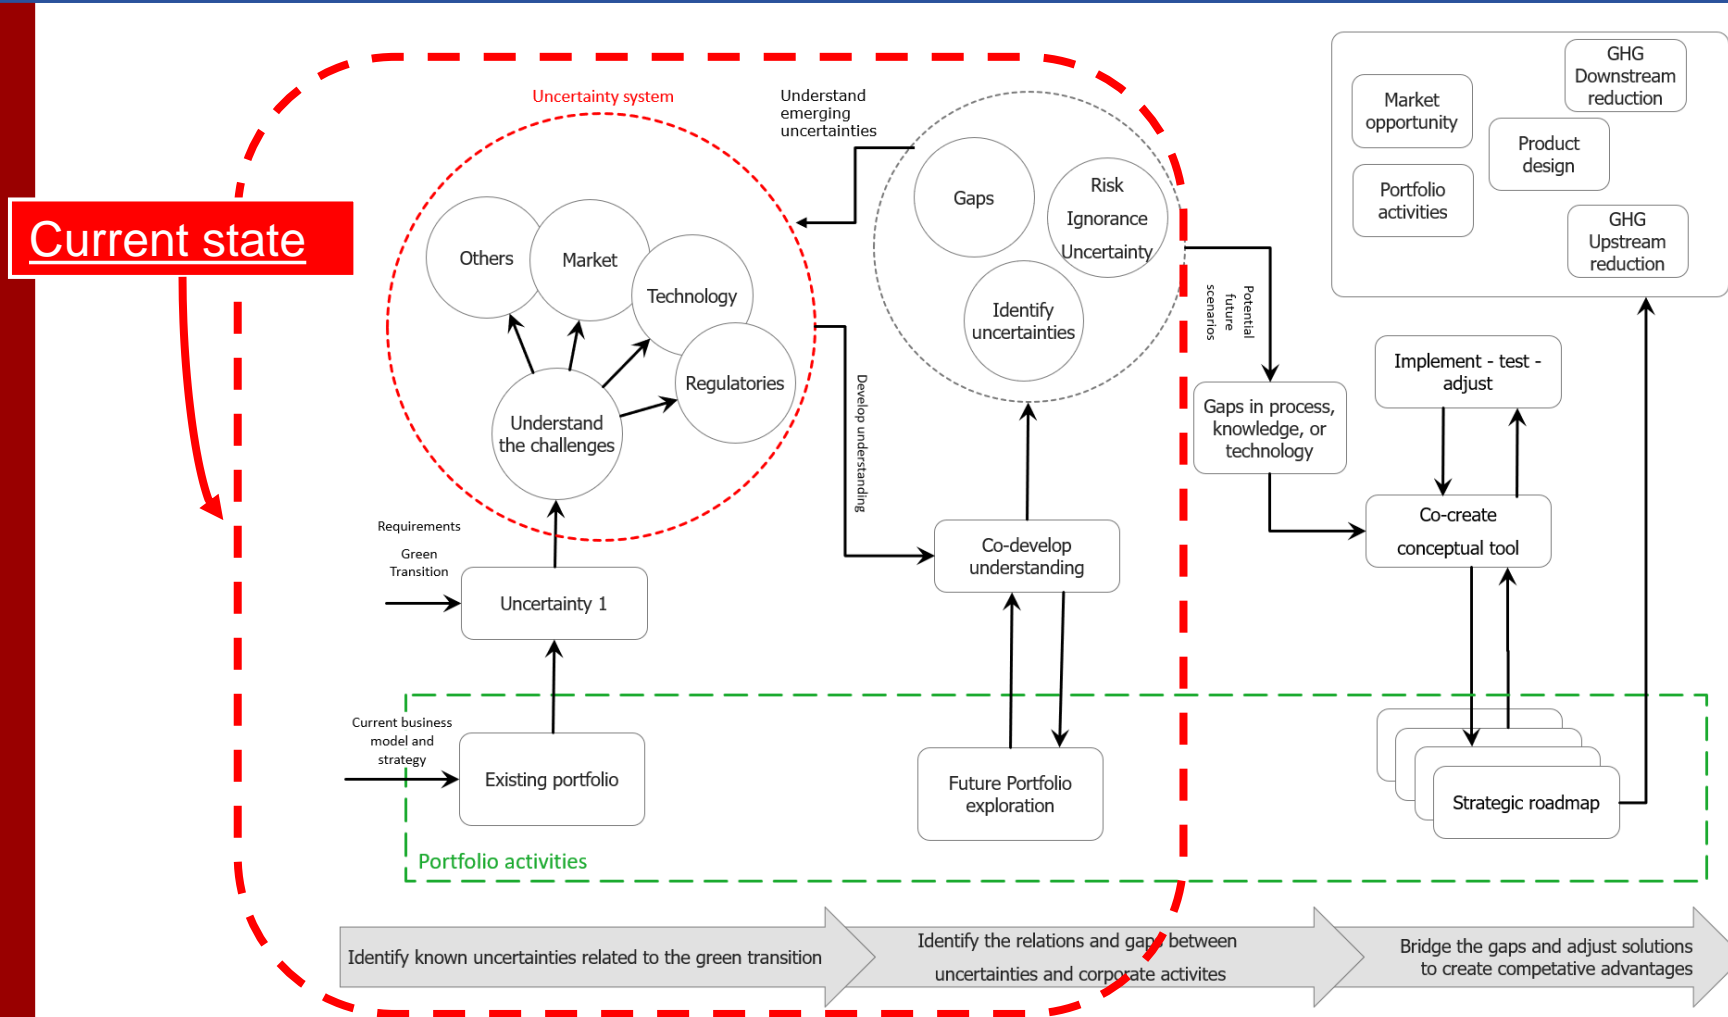 Current state
Uncertainty system
Others
Market
Technology
Regulatories
Understand
the challenges
Requirements
Green
Transition
Uncertainty 1
Current business
model and
strategy
Existing portfolio
Portfolio activities
Understand
emerging
uncertainties
Gaps
Risk
Ignorance
Uncertainty
Identify
uncertainties
Develop understanding
Co-develop
understanding
Future Portfolio
exploration
Potential
future
scenarios
Gaps in process,
knowledge, or
technology
Market
opportunity
Portfolio
activities
GHG
Downstream
reduction
Product
design
GHG
Upstream
reduction
Implement - test -
adjust
Co-create
conceptual tool
Strategic roadmap
Identify known uncertainties related to the green transition
Identify the relations and gaps between
uncertainties and corporate activites
Bridge the gaps and adjust solutions
to create competative advantages